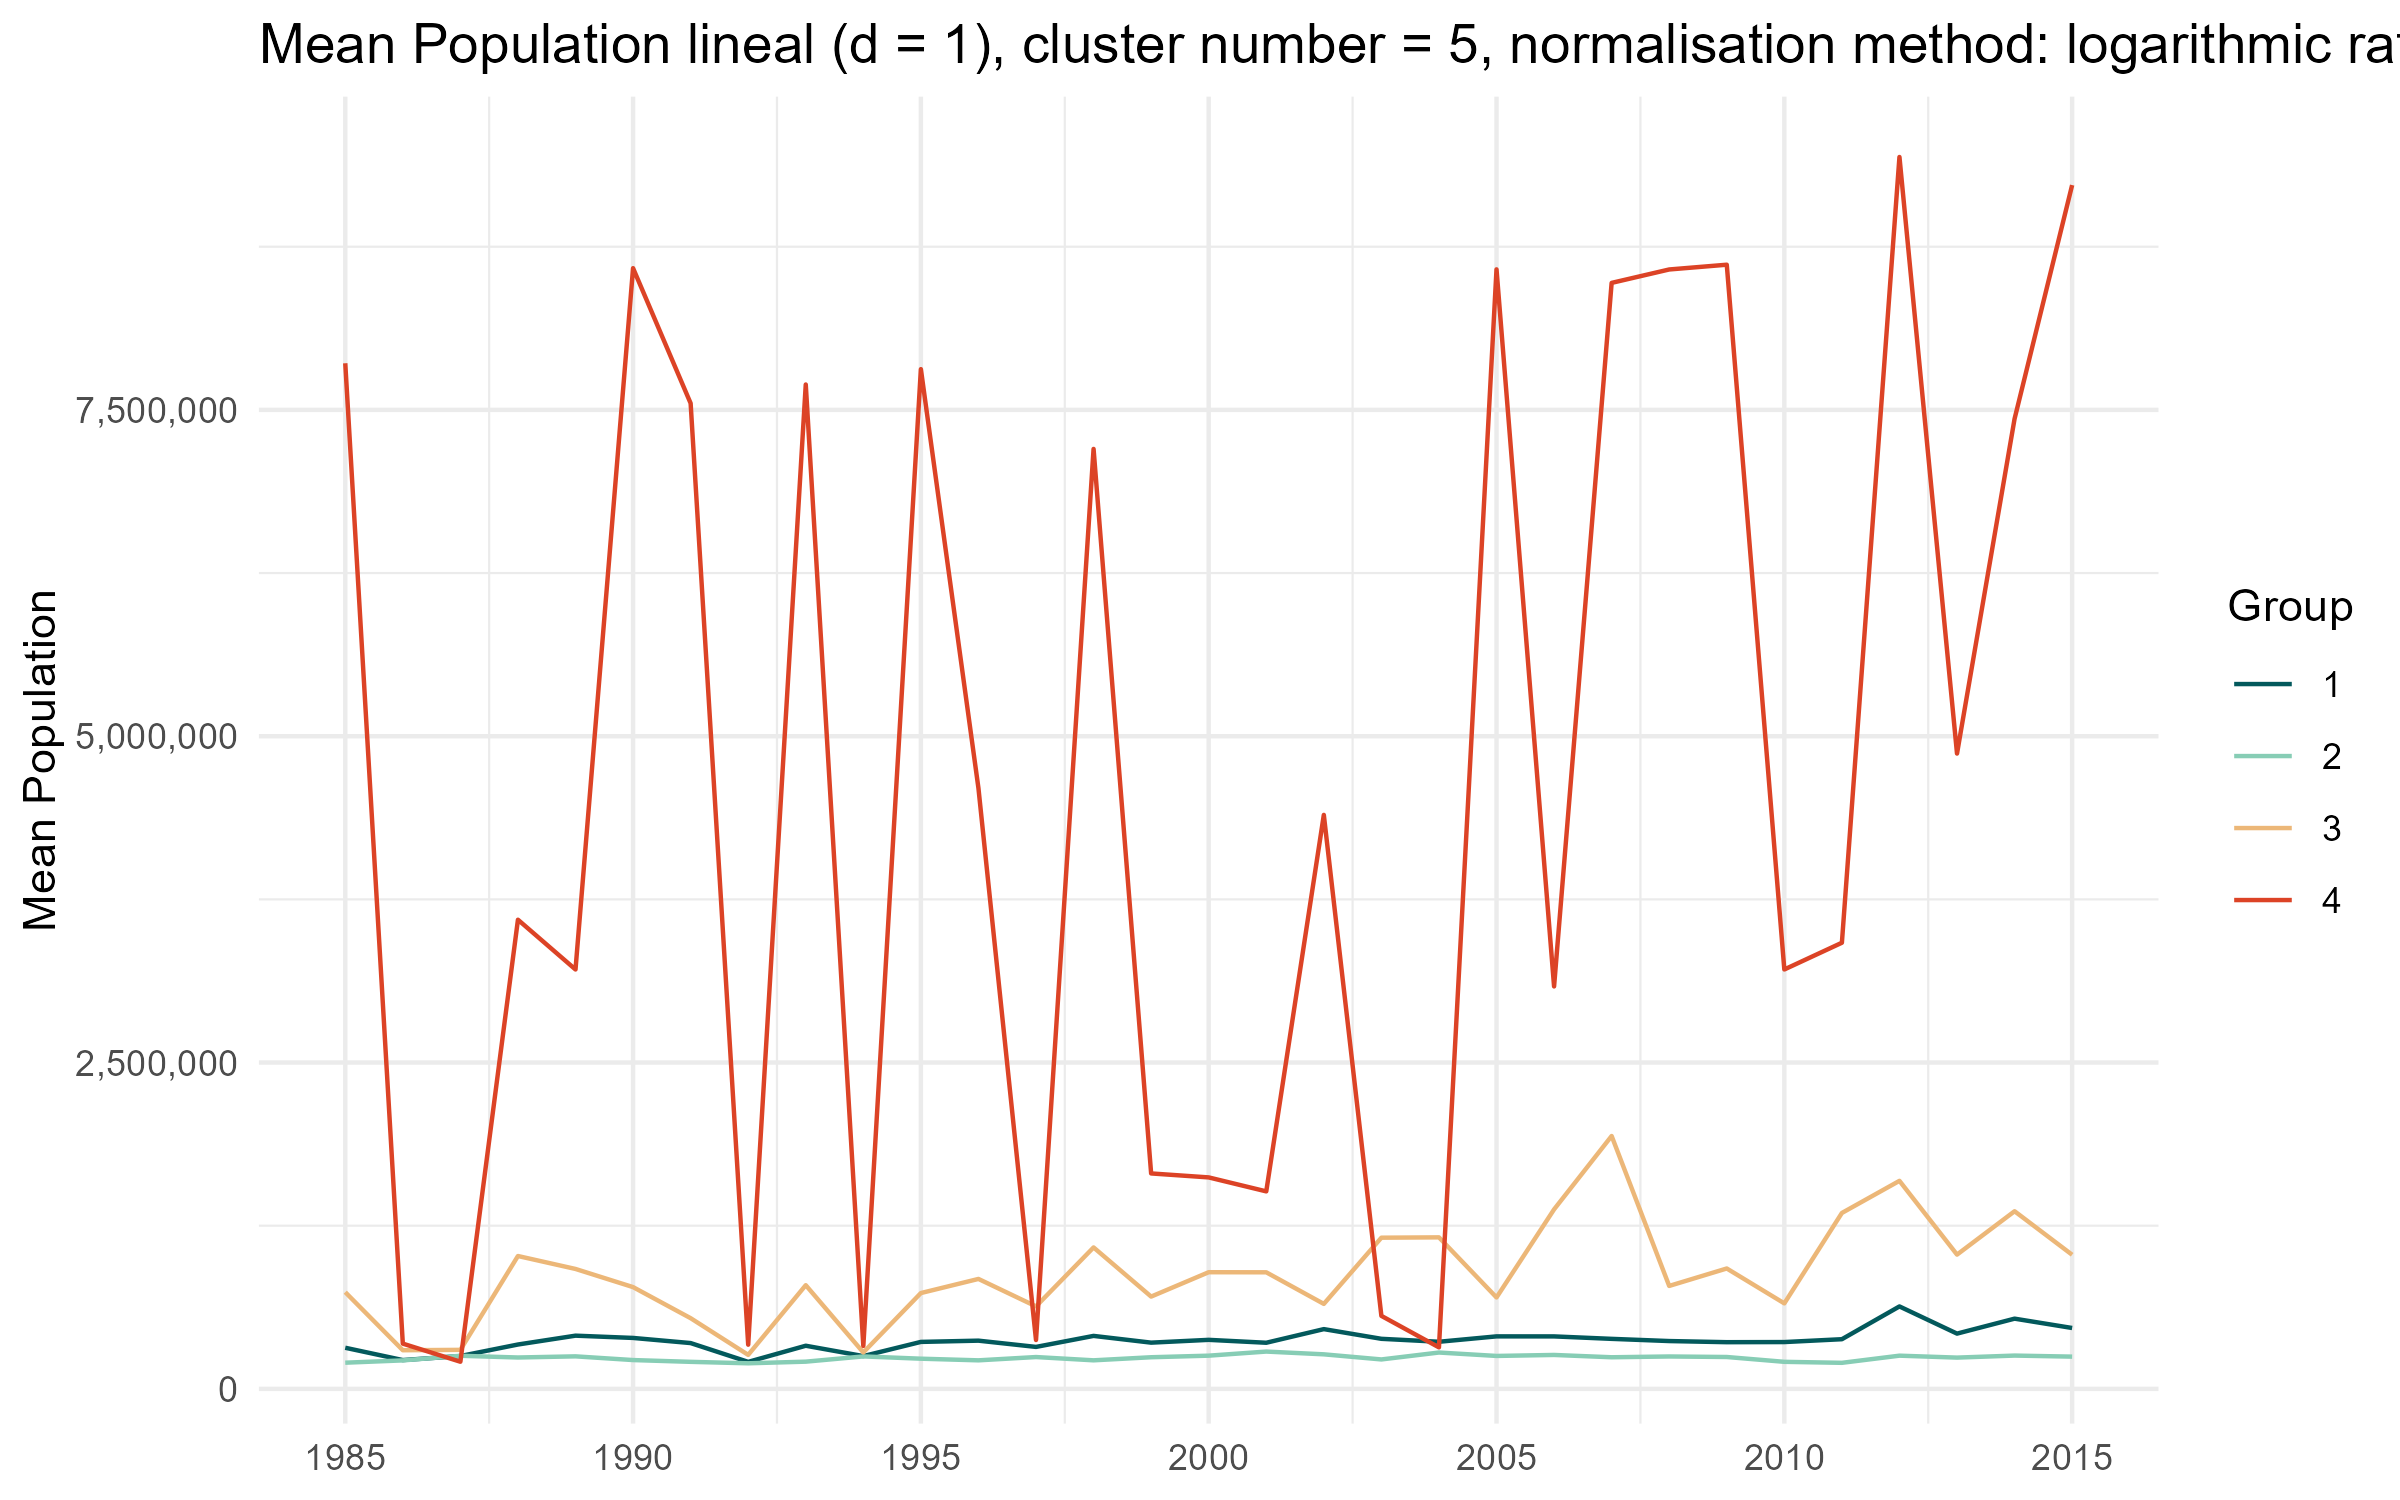 Mean Population lineal (d = 1), cluster number = 5, normalisation method: logarithmic
Mean Population
7,500,000
5,000,000
2,500,000
0
1985 1990 1995 2000 2005 2010 2015
Group
1
2
3
4